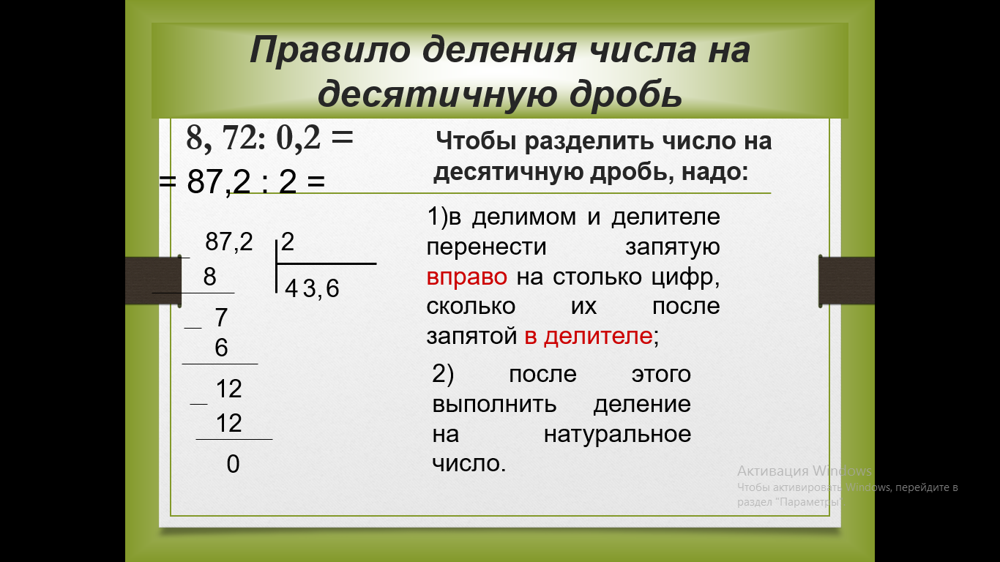 Правило деления числа на
десятичную дробь
8, 72: 0,2 =
= 87,2 : 2 =
87,2 2
8
43,6
7
6
12
12
0
Чтобы разделить число на
десятичную дробь, надо:
1)в делимом и делителе
перенести запятую
вправо на столько цифр,
сколько их после
запятой в делителе;
2) после этого
выполнить деление
на натуральное
число.
Активация Windows
Чтобы активировать Windows, перейдите в
раздел "Параметры".